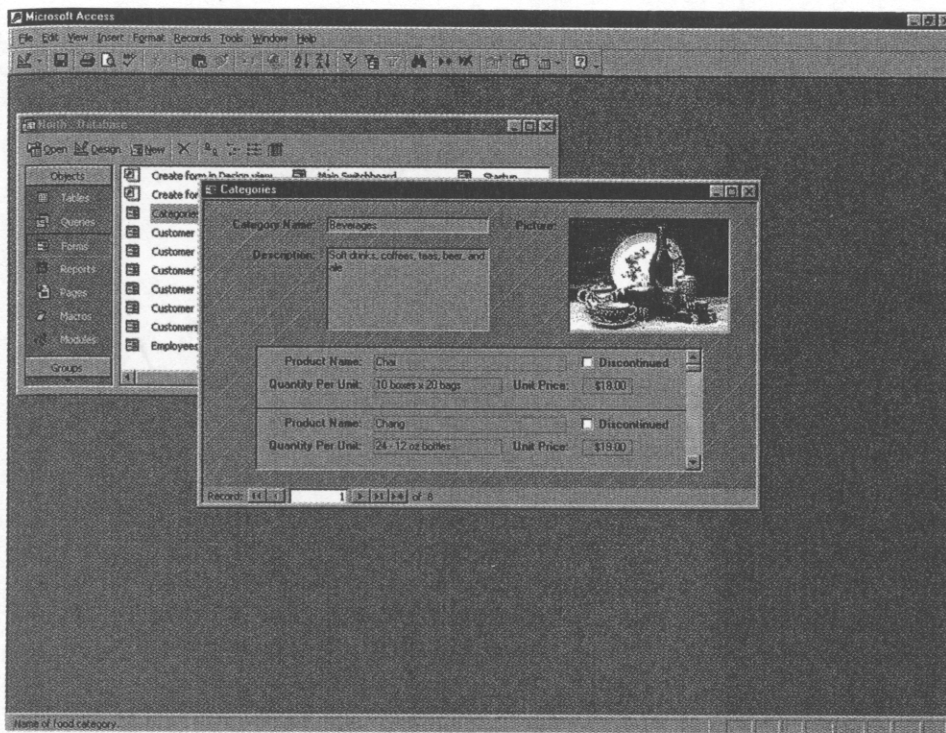 Microsoft Access
File Edit View Insert Format Records Tools Window Help
North : Database
Open Design New
Objects
Tables
Queries
Forms
Reports
Pages
Macros
Modules
Groups
Create form in Design view
Create for
Categories
Customer
Customer
Customer
Customer
Customer
Customers
Employees
Main Switchboard
Startup
Categories
Category Name: Beverages
Picture:
Description: Soft drinks, coffees, teas, beer, and
ale
Product Name: Chai Discontinued
Quantity Per Unit: 10 boxes x 20 bags Unit Price: $18.00
Product Name: Chang Discontinued
Quantity Per Unit: 24 - 12 oz bottles Unit Price: $19.00
Record: 1 of 8
Name of food category.